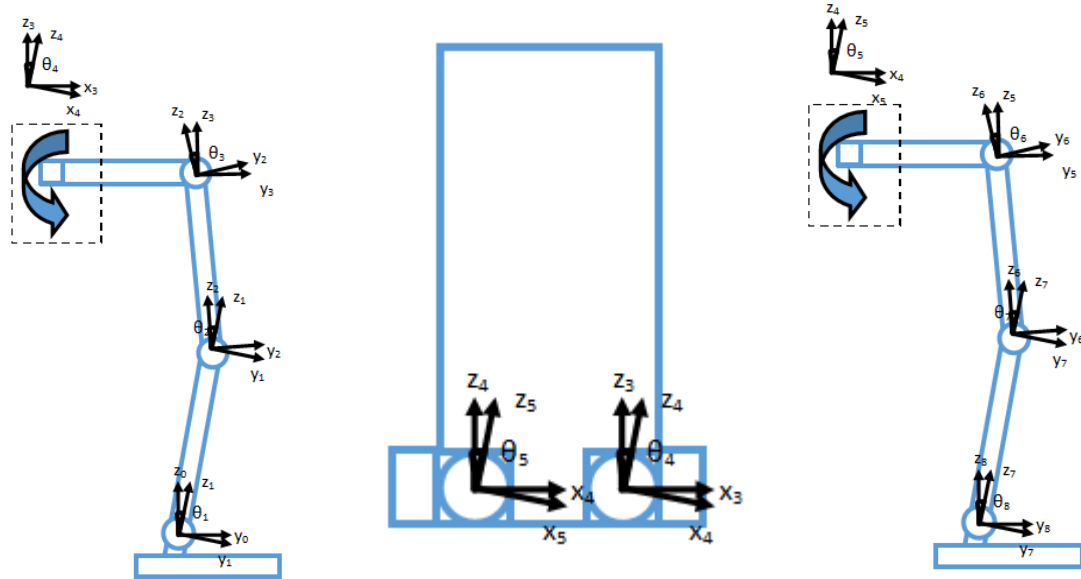 z₃
z₄
θ₄
x₃
x₄
z₂
z₃
θ₃
y₂
y₃
z₂
z₁
θ₂
y₂
y₁
z₀
z₁
θ₁
y₀
y₁
z₄
z₅
θ₅
x₄
x₅
z₃
z₄
θ₄
x₃
x₄
z₄
z₅
θ₅
x₄
x₅
z₆
z₅
θ₆
y₆
y₅
z₆
z₇
θ₇
y₆
y₇
z₈
z₇
θ₈
y₈
y₇